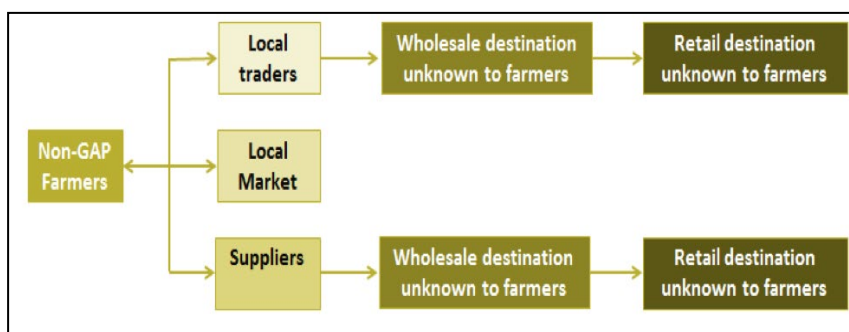 Local
traders
Wholesale destination
unknown to farmers
Retail destination
unknown to farmers
Non-GAP
Farmers
Local
Market
Suppliers
Wholesale destination
unknown to farmers
Retail destination
unknown to farmers